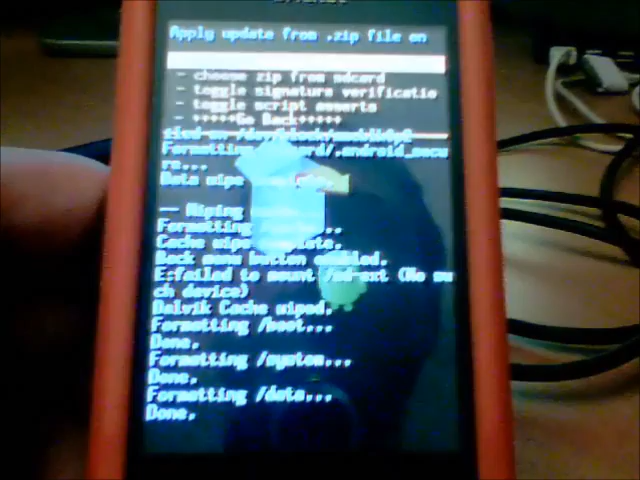 Apply update from .zip file on
- choose zip from sdcard
- toggle signature verificatio
- toggle script asserts
- +++++Go Back+++++
Formatting
re...
Data wipe
-- Wiping
Formatting
Cache wipe complete.
Back menu button enabled.
E:failed to mount /sd-ext (No su
ch device)
Dalvik Cache wiped.
Formatting /boot...
Done.
Formatting /system...
Done.
Formatting /data...
Done.